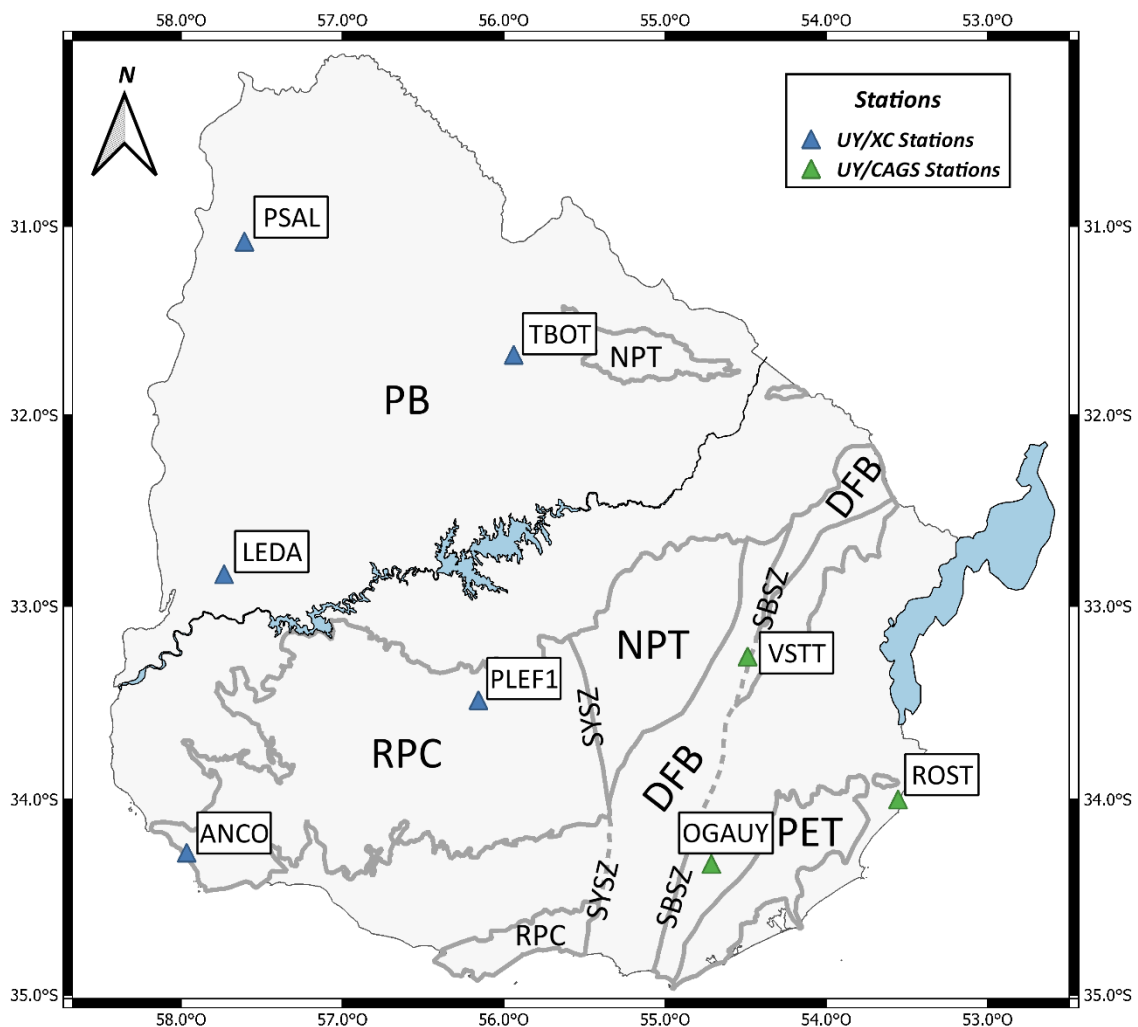 58.0°O 57.0°O 56.0°O 55.0°O 54.0°O 53.0°O
N
Stations
UY/XC Stations
UY/CAGS Stations
31.0°S 31.0°S
PSAL
TBOT
NPT
PB
32.0°S 32.0°S
DFB
LEDA
SBSZ
33.0°S 33.0°S
NPT
VSTT
PLEF1
SYSZ
RPC
DFB
ROST
34.0°S 34.0°S
ANCO
OGAUY
PET
SYSZ
SBSZ
RPC
35.0°S 35.0°S
58.0°O 57.0°O 56.0°O 55.0°O 54.0°O 53.0°O